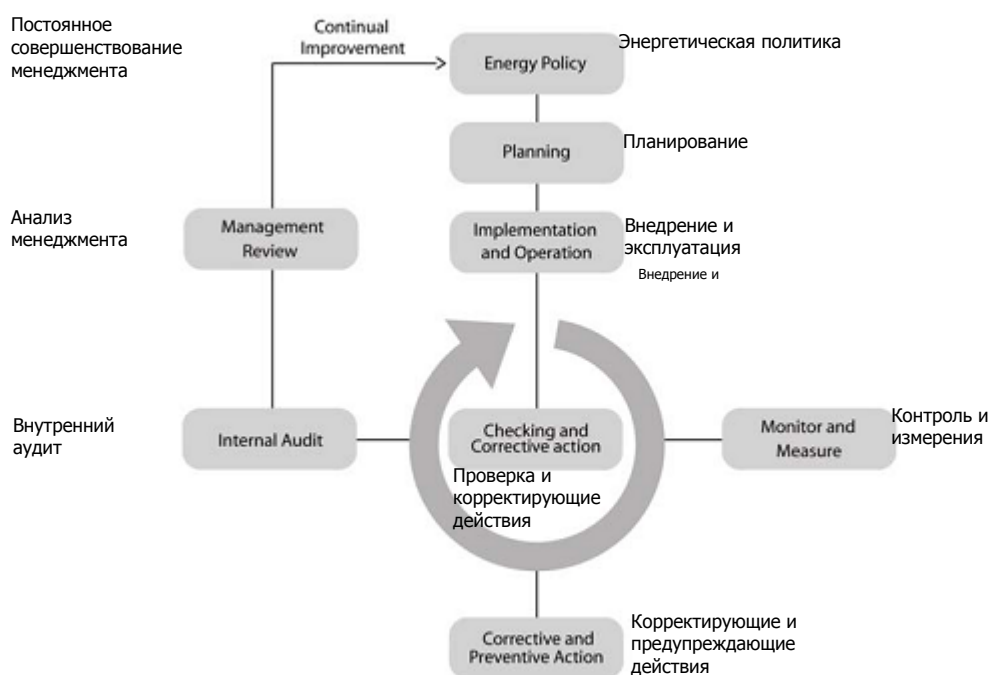 Постоянное
совершенствование
менеджмента
Continual
Improvement
Energy Policy
Энергетическая политика
Planning
Планирование
Анализ
менеджмента
Management
Review
Implementation
and Operation
Внедрение и
эксплуатация
Внедрение и
Внутренний
аудит
Internal Audit
Checking and
Corrective action
Проверка и
корректирующие
действия
Monitor and
Measure
Контроль и
измерения
Corrective and
Preventive Action
Корректирующие и
предупреждающие
действия